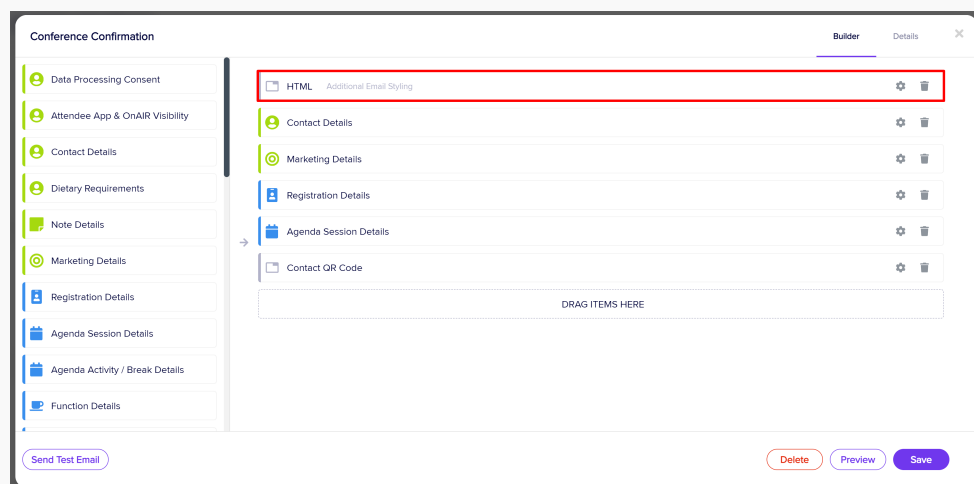 Conference Confirmation
Builder
Details
Data Processing Consent
Attendee App & OnAIR Visibility
Contact Details
Dietary Requirements
Note Details
Marketing Details
Registration Details
Agenda Session Details
Agenda Activity / Break Details
Function Details
HTML Additional Email Styling
Contact Details
Marketing Details
Registration Details
Agenda Session Details
Contact QR Code
DRAG ITEMS HERE
Send Test Email
Delete
Preview
Save